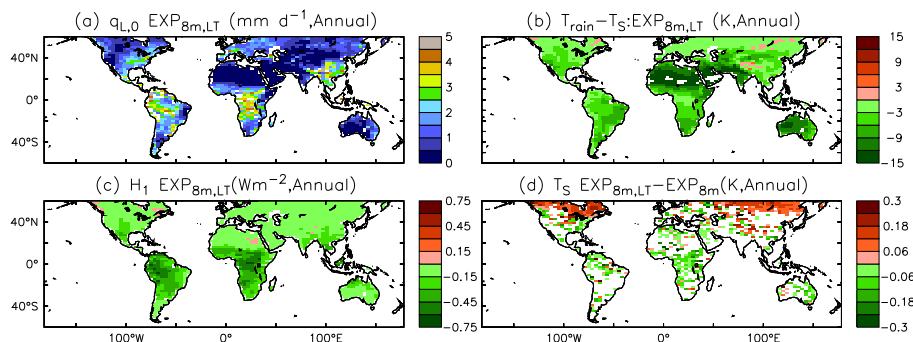 (a) q_L,0 EXP_8m,LT (mm d⁻¹,Annual)
(b) T_rain−T_S:EXP_8m,LT (K,Annual)
40°N
0°
40°S
5
4
3
2
1
0
15
9
3
−3
−9
−15
(c) H_1 EXP_8m,LT(Wm⁻²,Annual)
(d) T_S EXP_8m,LT−EXP_8m(K,Annual)
40°N
0°
40°S
0.75
0.45
0.15
−0.15
−0.45
−0.75
0.3
0.18
0.06
−0.06
−0.18
−0.3
100°W
0°
100°E
100°W
0°
100°E